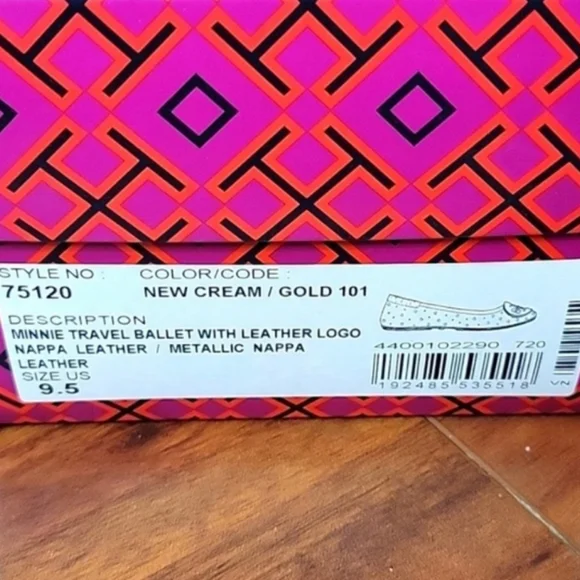 STYLE NO : COLOR/CODE :
75120 NEW CREAM / GOLD 101
DESCRIPTION
MINNIE TRAVEL BALLET WITH LEATHER LOGO
NAPPA LEATHER / METALLIC NAPPA
LEATHER
SIZE US
9.5
4400102290 720
192485 535518
VN